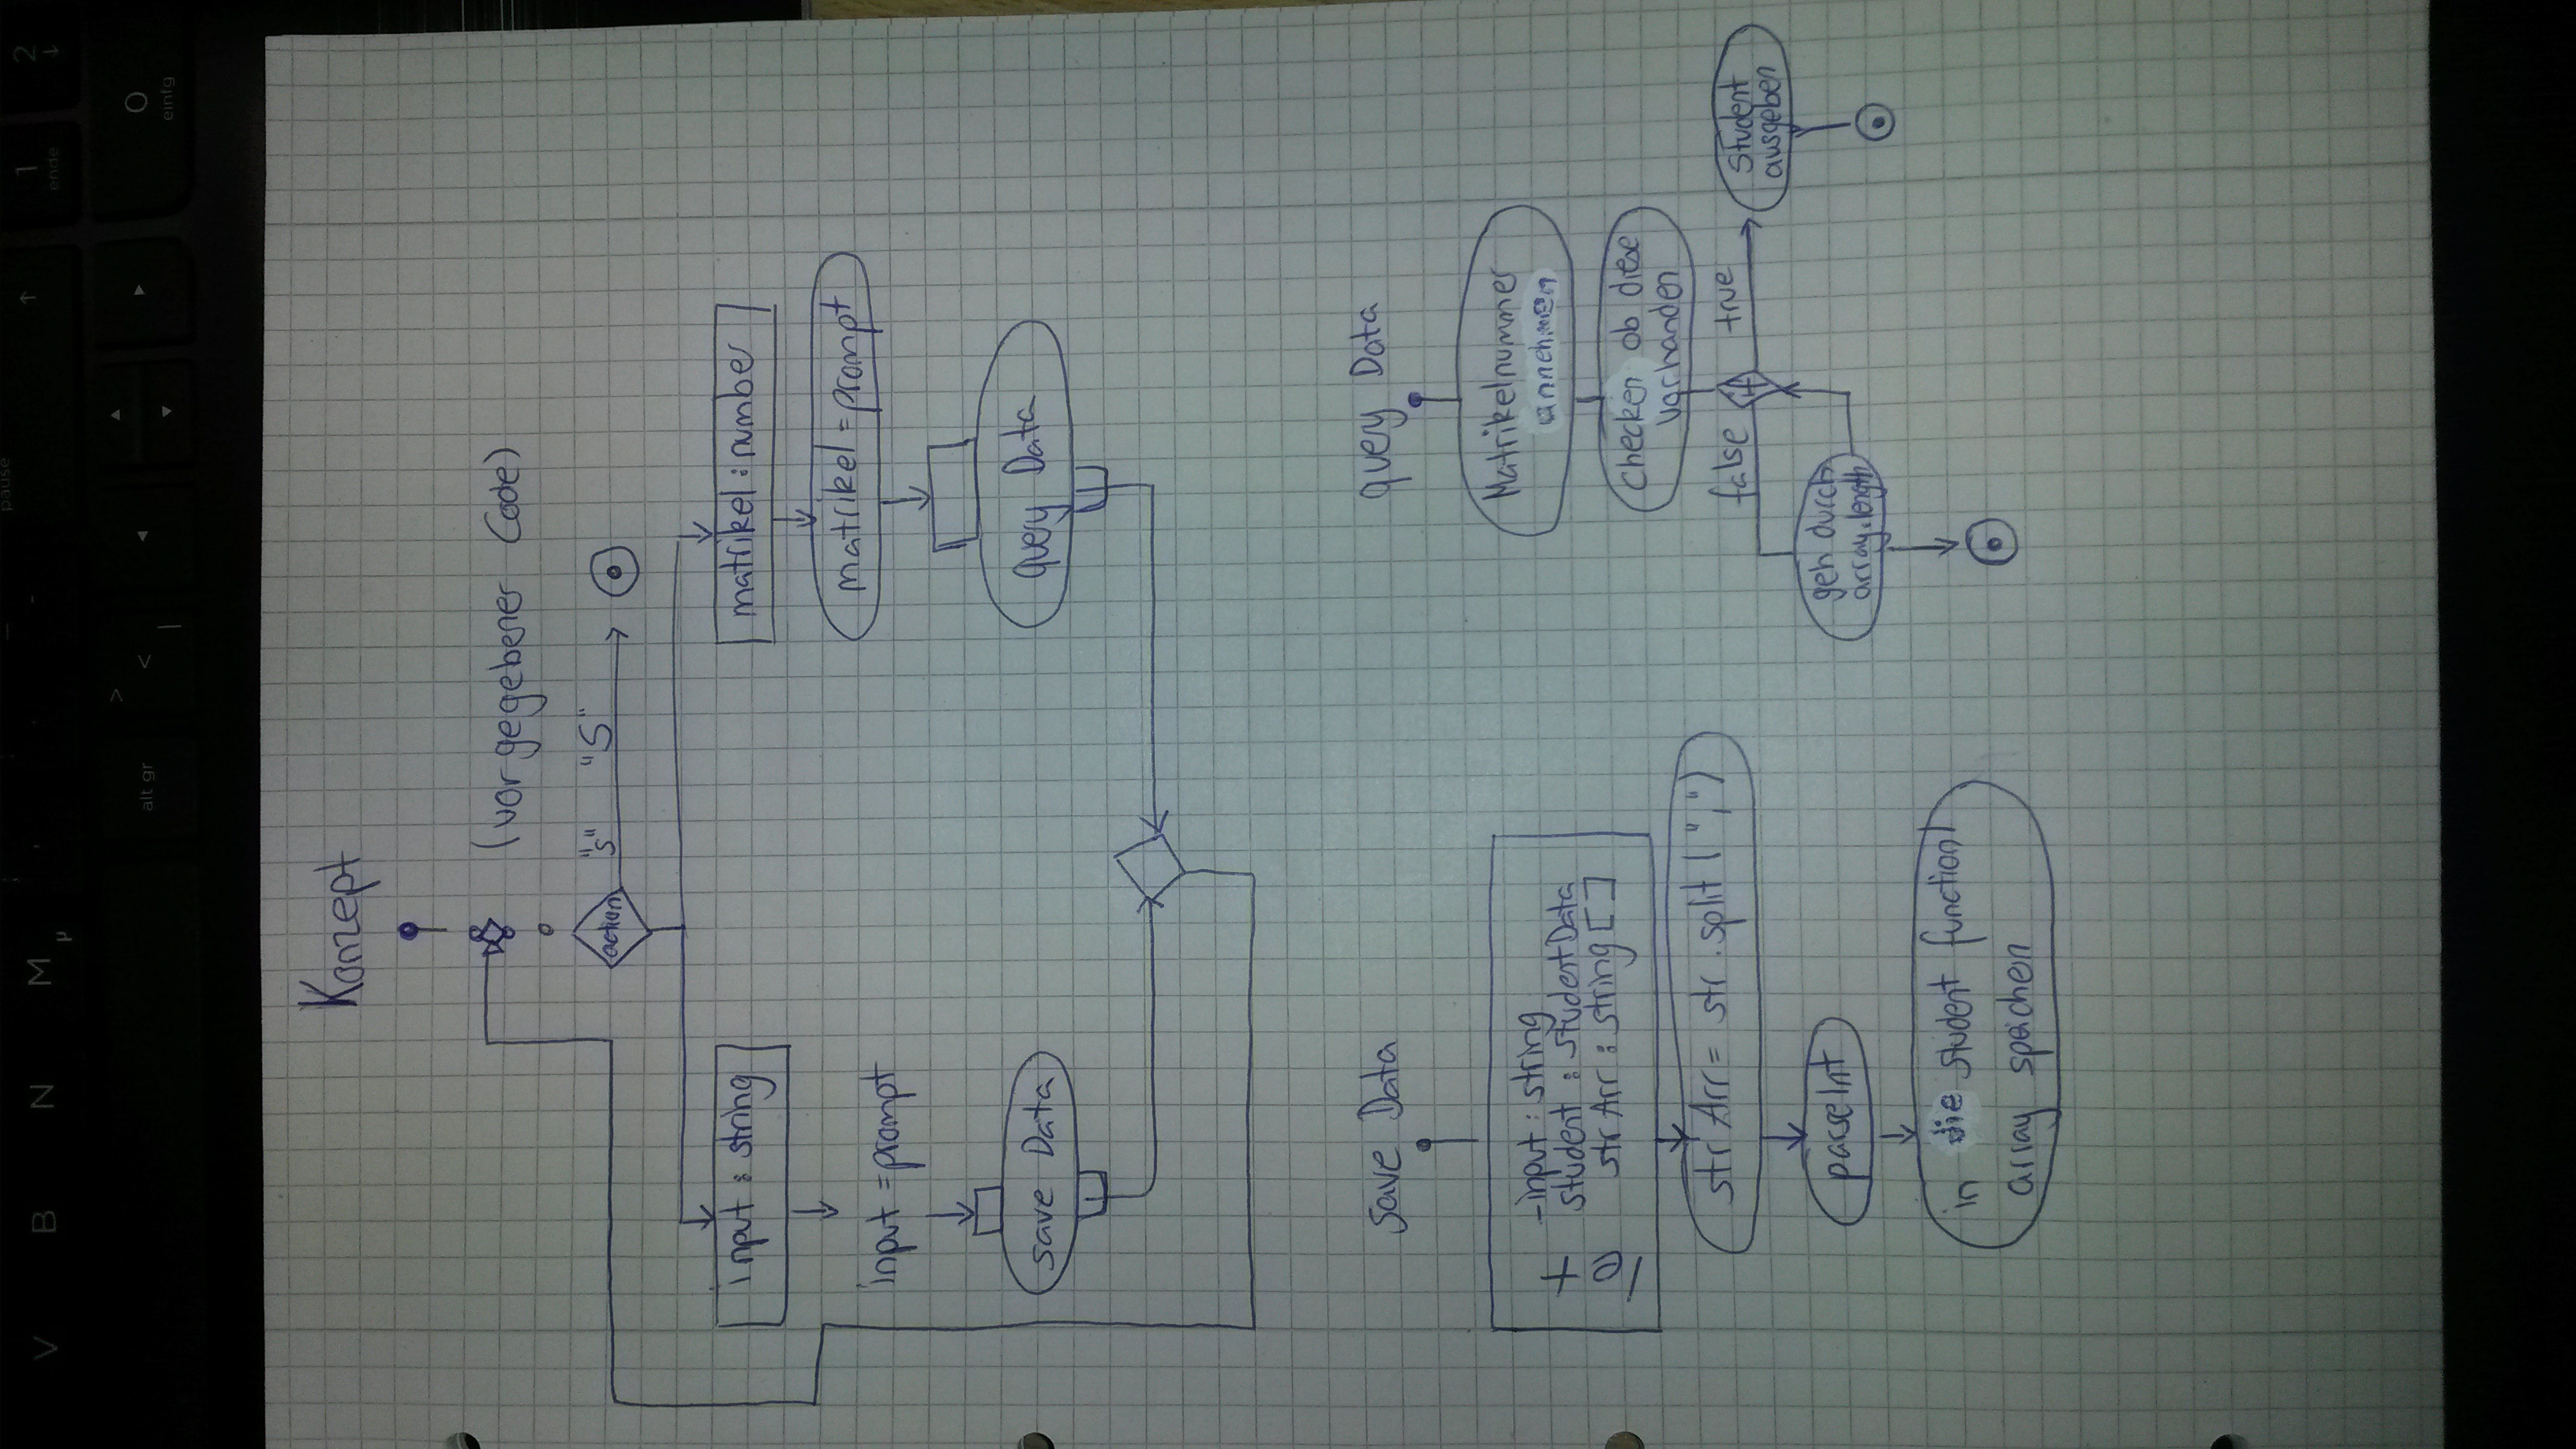 pause
V B N M µ ; : _ , . - ↑ 1 ende 2 ↓
alt gr > < | ◂ ▴ ▾ ▸ 0 einfg
Konzept
(vorgegebener Code)
action "s" "S"
input : string
matrikel : number
input = prompt
matrikel = prompt
save Data
query Data
save Data
query Data
let
-input : string
student : studentData
strArr : string []
strArr = str.split (",")
parseInt
in die student function/
array speichen
Matrikelnummer
annehmen
checken ob diese
vorhanden
false if true
Student
ausgeben
geh durch
array.length